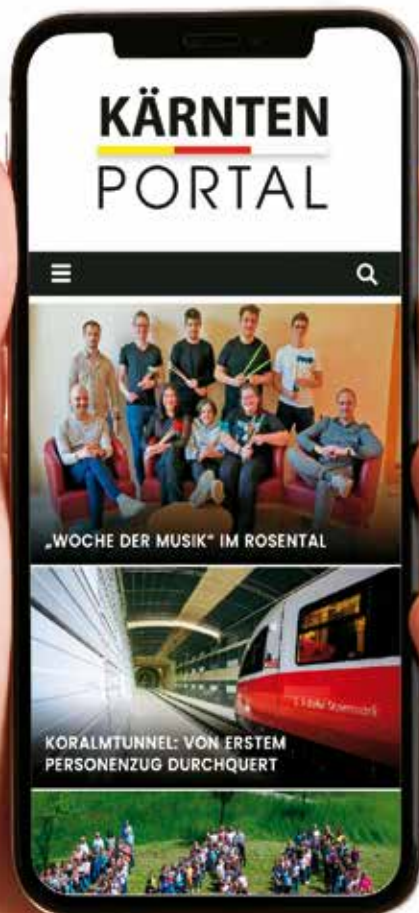 KÄRNTEN
PORTAL
„WOCHE DER MUSIK“ IM ROSENTAL
KORALMTUNNEL: VON ERSTEM
PERSONENZUG DURCHQUERT